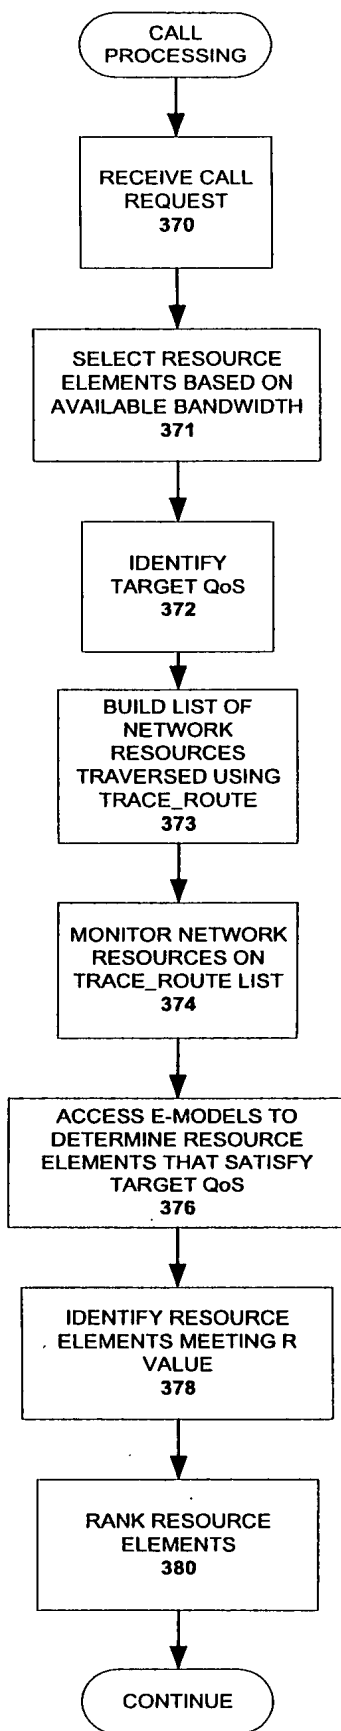 CALL
PROCESSING
RECEIVE CALL
REQUEST
370
SELECT RESOURCE
ELEMENTS BASED ON
AVAILABLE BANDWIDTH
371
IDENTIFY
TARGET QoS
372
BUILD LIST OF
NETWORK
RESOURCES
TRAVERSED USING
TRACE_ROUTE
373
MONITOR NETWORK
RESOURCES ON
TRACE_ROUTE LIST
374
ACCESS E-MODELS TO
DETERMINE RESOURCE
ELEMENTS THAT SATISFY
TARGET QoS
376
IDENTIFY RESOURCE
ELEMENTS MEETING R
VALUE
378
RANK RESOURCE
ELEMENTS
380
CONTINUE